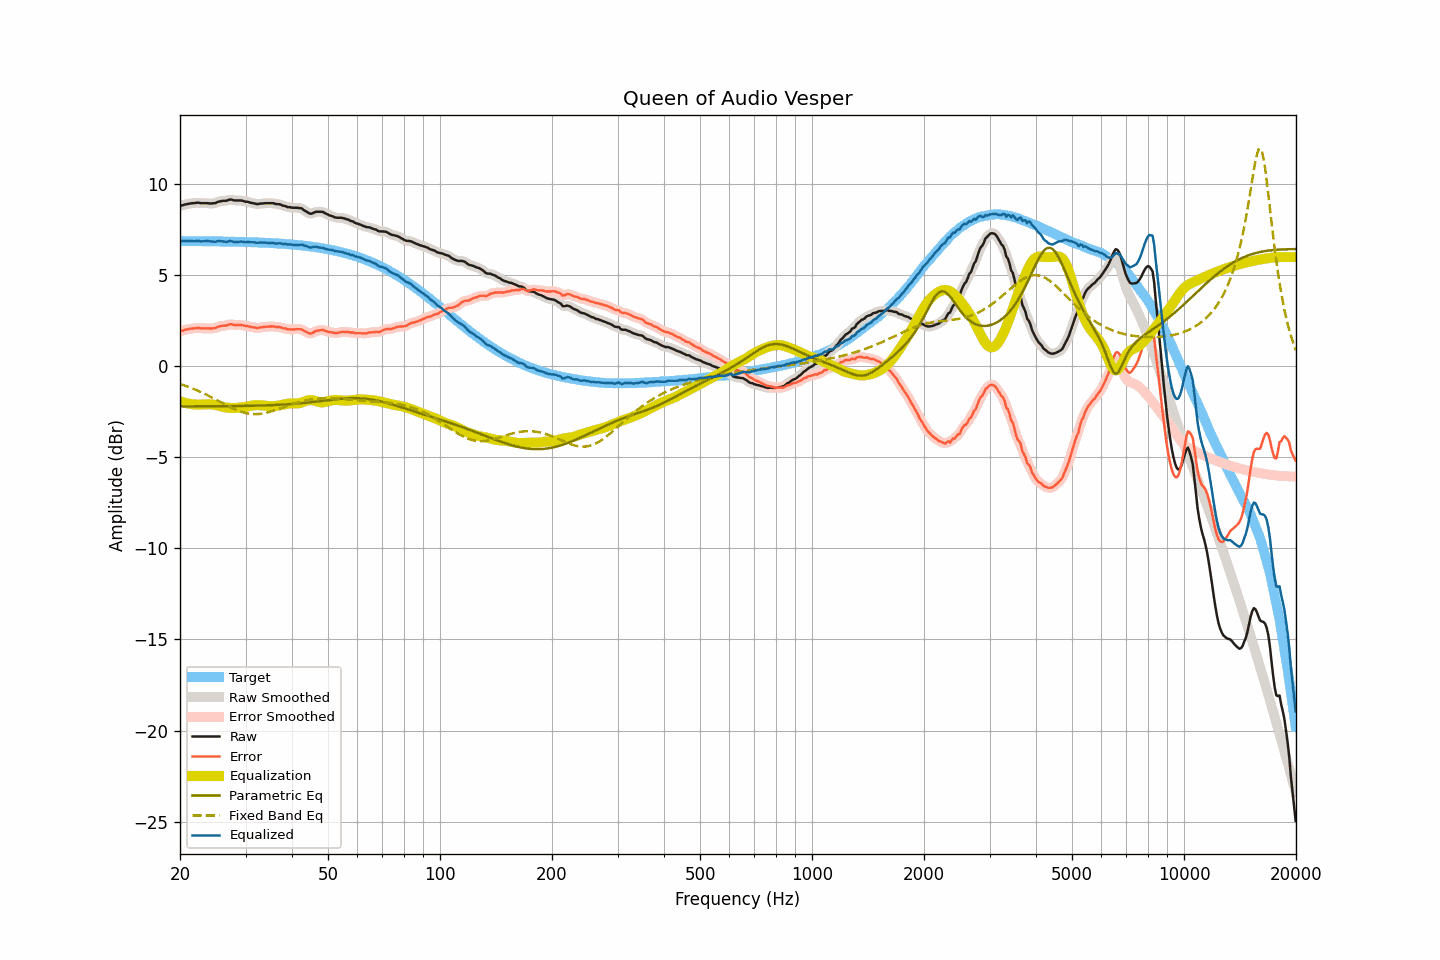 Queen of Audio Vesper
Amplitude (dBr)
10
5
0
−5
−10
−15
−20
−25
Target
Raw Smoothed
Error Smoothed
Raw
Error
Equalization
Parametric Eq
Fixed Band Eq
Equalized
20 50 100 200 500 1000 2000 5000 10000 20000
Frequency (Hz)